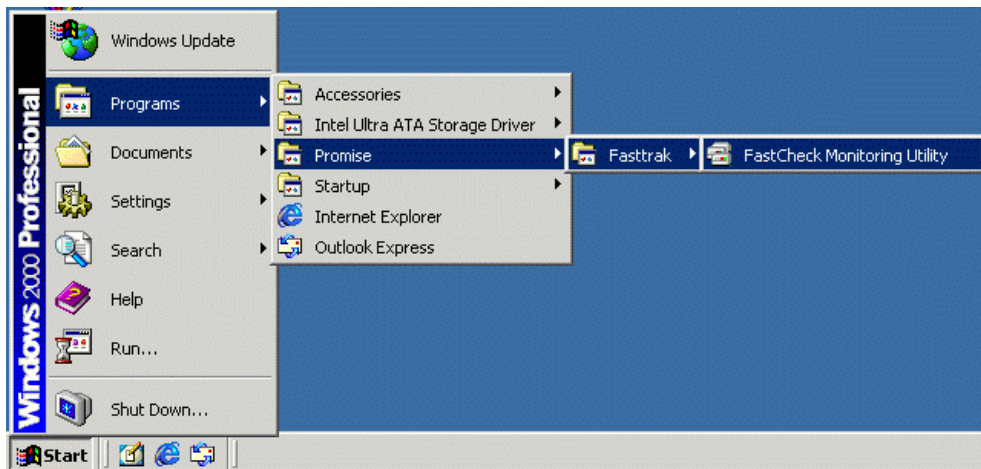 Windows 2000 Professional
Windows Update
Programs
Documents
Settings
Search
Help
Run...
Shut Down...
Accessories
Intel Ultra ATA Storage Driver
Promise
Startup
Internet Explorer
Outlook Express
Fasttrak
FastCheck Monitoring Utility
Start